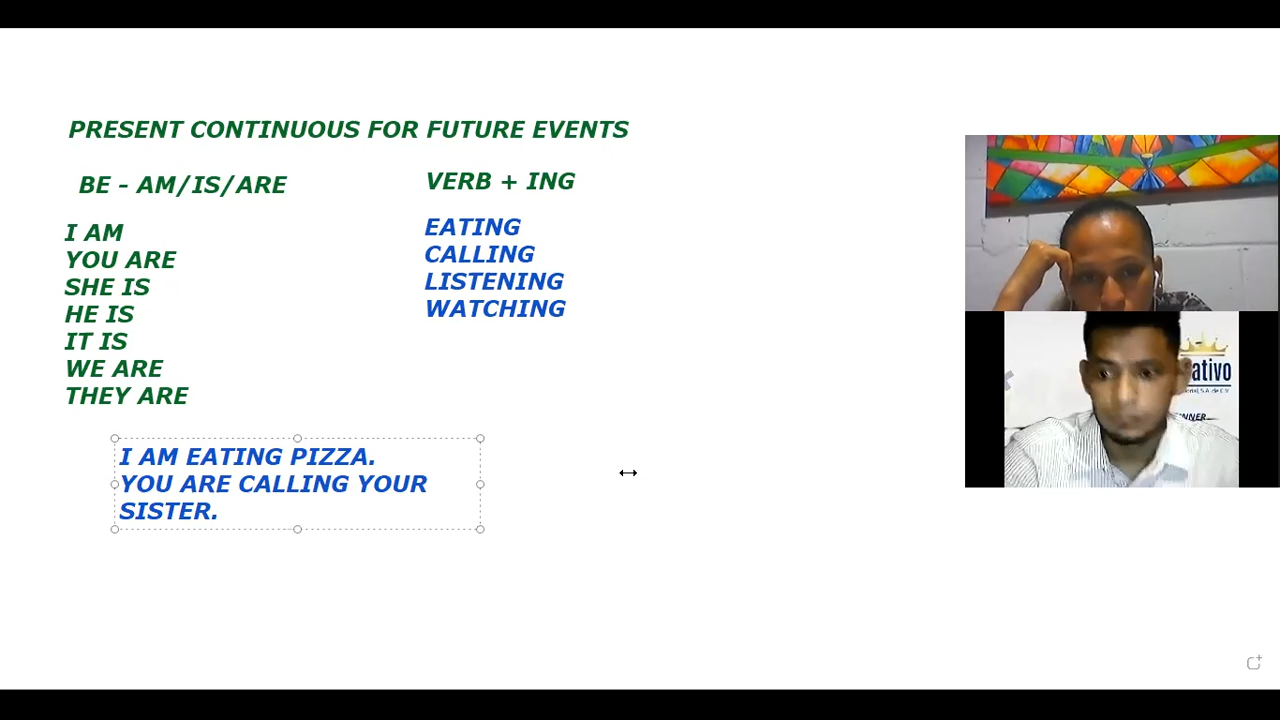 PRESENT CONTINUOUS FOR FUTURE EVENTS
BE - AM/IS/ARE
VERB + ING
I AM
YOU ARE
SHE IS
HE IS
IT IS
WE ARE
THEY ARE
EATING
CALLING
LISTENING
WATCHING
I AM EATING PIZZA.
YOU ARE CALLING YOUR
SISTER.